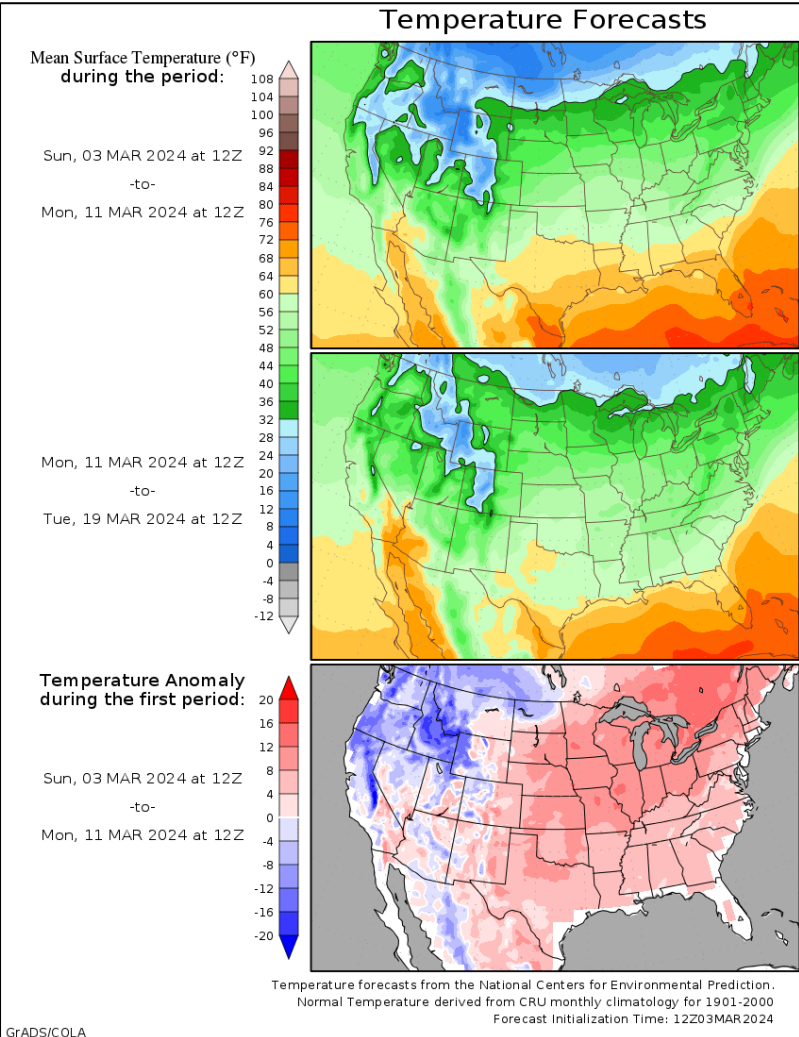 Temperature Forecasts
Mean Surface Temperature (°F)
during the period:
Sun, 03 MAR 2024 at 12Z
-to-
Mon, 11 MAR 2024 at 12Z
108
104
100
96
92
88
84
80
76
72
68
64
60
56
52
48
44
40
36
32
28
24
20
16
12
8
4
0
-4
-8
-12
Mon, 11 MAR 2024 at 12Z
-to-
Tue, 19 MAR 2024 at 12Z
Temperature Anomaly
during the first period:
Sun, 03 MAR 2024 at 12Z
-to-
Mon, 11 MAR 2024 at 12Z
20
16
12
8
4
0
-4
-8
-12
-16
-20
Temperature forecasts from the National Centers for Environmental Prediction.
Normal Temperature derived from CRU monthly climatology for 1901-2000
Forecast Initialization Time: 12Z03MAR2024
GrADS/COLA